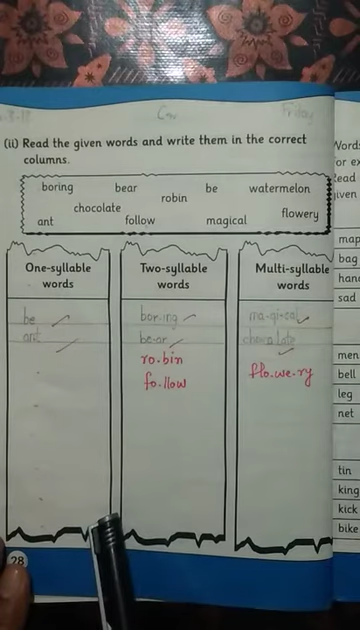 Friday
(ii) Read the given words and write them in the correct
columns.
boring bear be watermelon
robin
chocolate flowery
ant follow magical
One-syllable
words
Two-syllable
words
Multi-syllable
words
be
ant
bor-ing
be-ar
ro.bin
fo.llow
ma-gi-cal
flo.we.ry
28
Words
given
map
bag
sad
men
bell
leg
net
tin
king
kick
bike